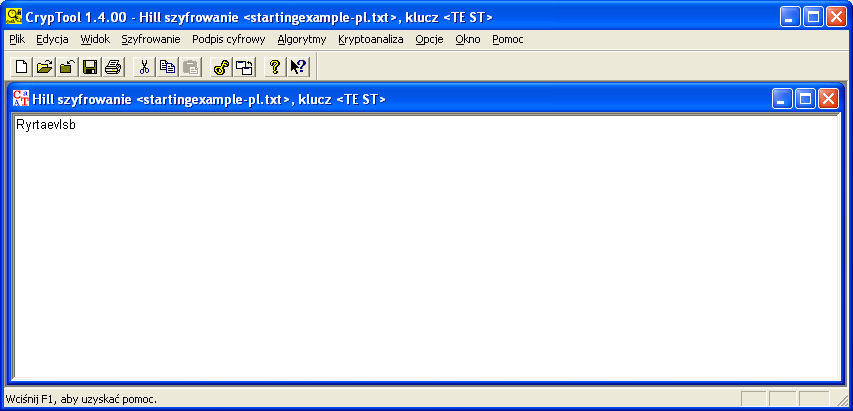 CrypTool 1.4.00 - Hill szyfrowanie <startingexample-pl.txt>, klucz <TE ST>
Plik Edycja Widok Szyfrowanie Podpis cyfrowy Algorytmy Kryptoanaliza Opcje Okno Pomoc
Hill szyfrowanie <startingexample-pl.txt>, klucz <TE ST>
Ryrtaevlsb
Wciśnij F1, aby uzyskać pomoc.